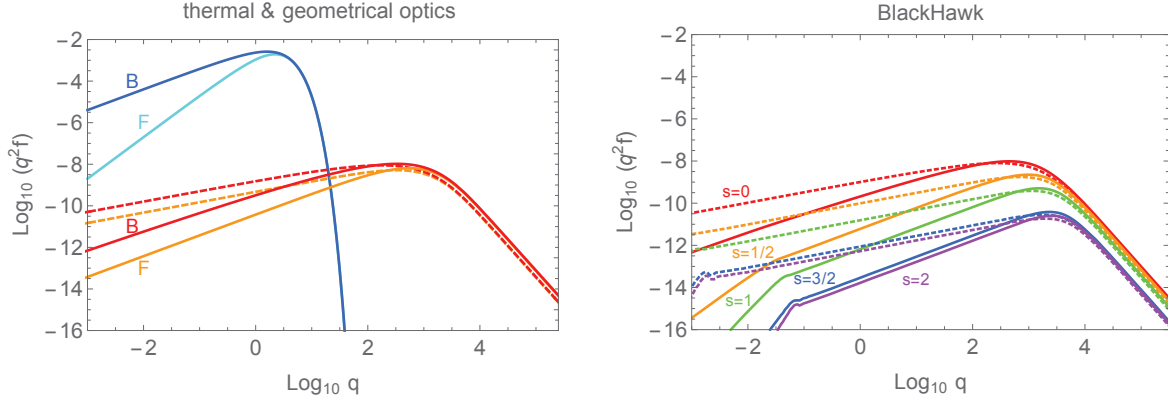 thermal & geometrical optics
−2
−4
−6
−8
−10
−12
−14
−16
Log10 (q²f)
B
F
B
F
−2
0
2
4
Log10 q
BlackHawk
−2
−4
−6
−8
−10
−12
−14
−16
Log10 (q²f)
s=0
s=1/2
s=1
s=3/2
s=2
−2
0
2
4
Log10 q